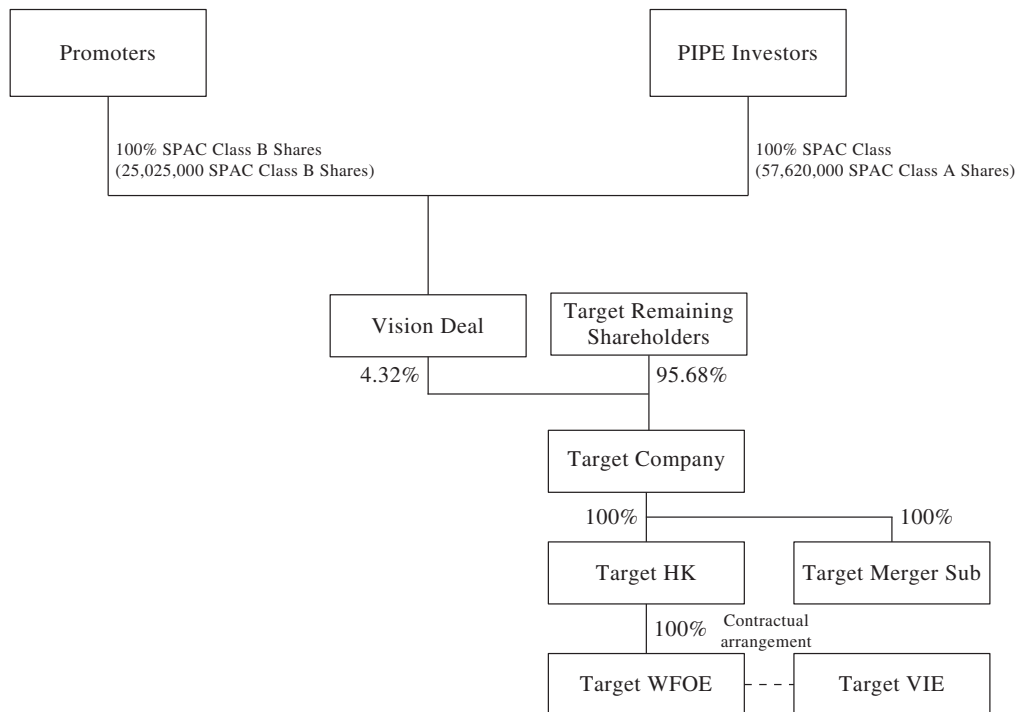 Promoters
PIPE Investors
100% SPAC Class B Shares
(25,025,000 SPAC Class B Shares)
100% SPAC Class
(57,620,000 SPAC Class A Shares)
Vision Deal
Target Remaining
Shareholders
4.32%
95.68%
Target Company
100%
100%
Target HK
Target Merger Sub
100%
Contractual
arrangement
Target WFOE
Target VIE